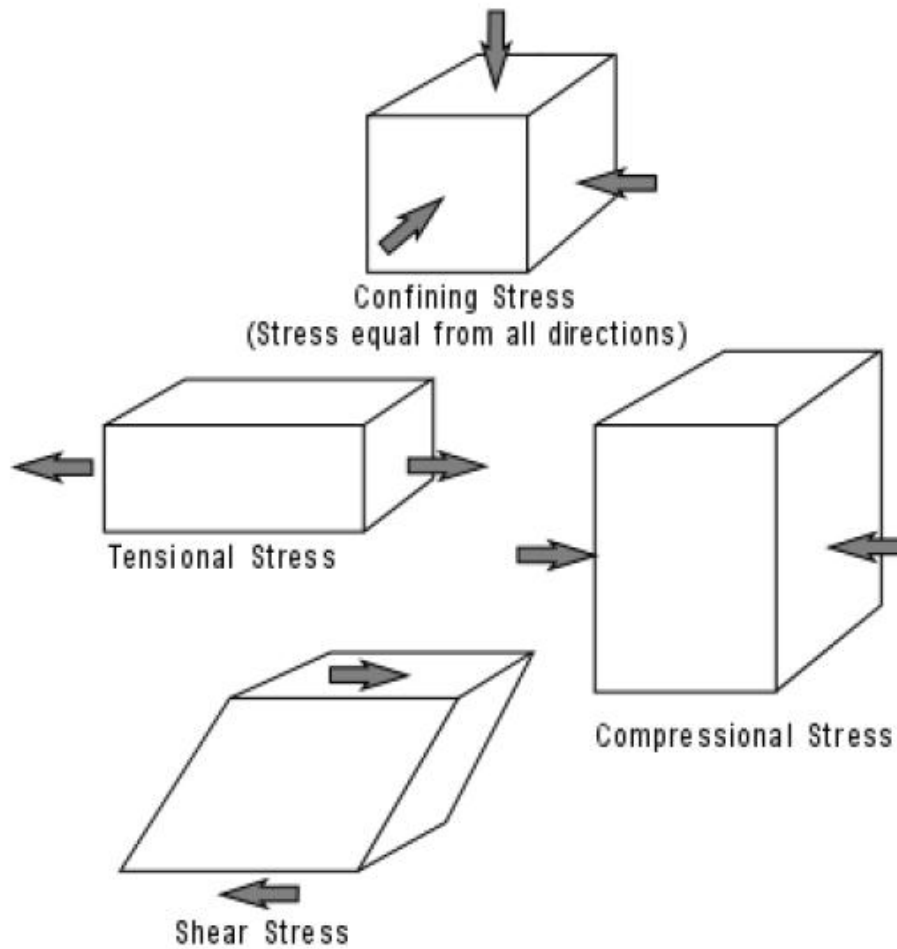 Confining Stress
(Stress equal from all directions)
Tensional Stress
Compressional Stress
Shear Stress